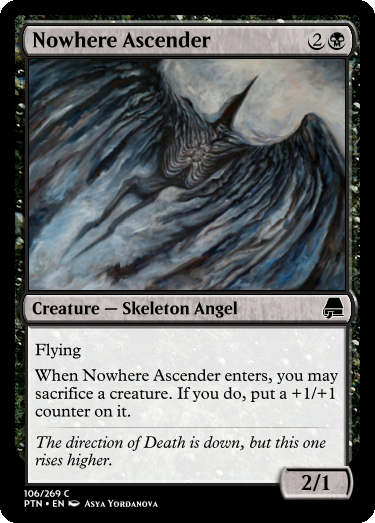 Nowhere Ascender 2
Creature — Skeleton Angel
Flying
When Nowhere Ascender enters, you may
sacrifice a creature. If you do, put a +1/+1
counter on it.
The direction of Death is down, but this one
rises higher.
2/1
106/269 C
PTN • EN Asya Yordanova